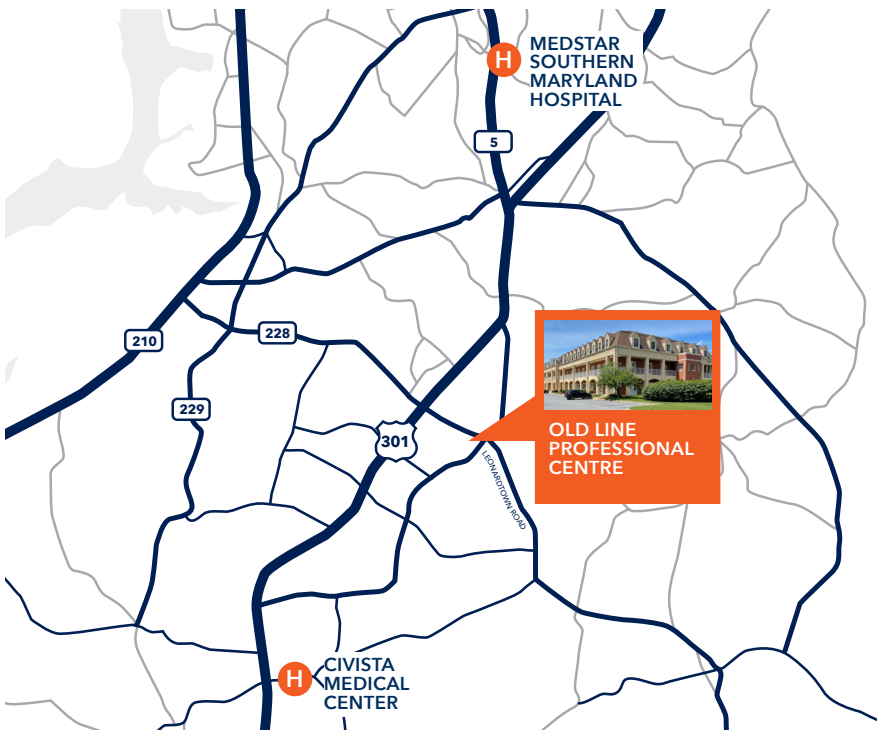 H
MEDSTAR
SOUTHERN
MARYLAND
HOSPITAL
5
210
228
229
301
LEONARDTOWN ROAD
OLD LINE
PROFESSIONAL
CENTRE
H
CIVISTA
MEDICAL
CENTER